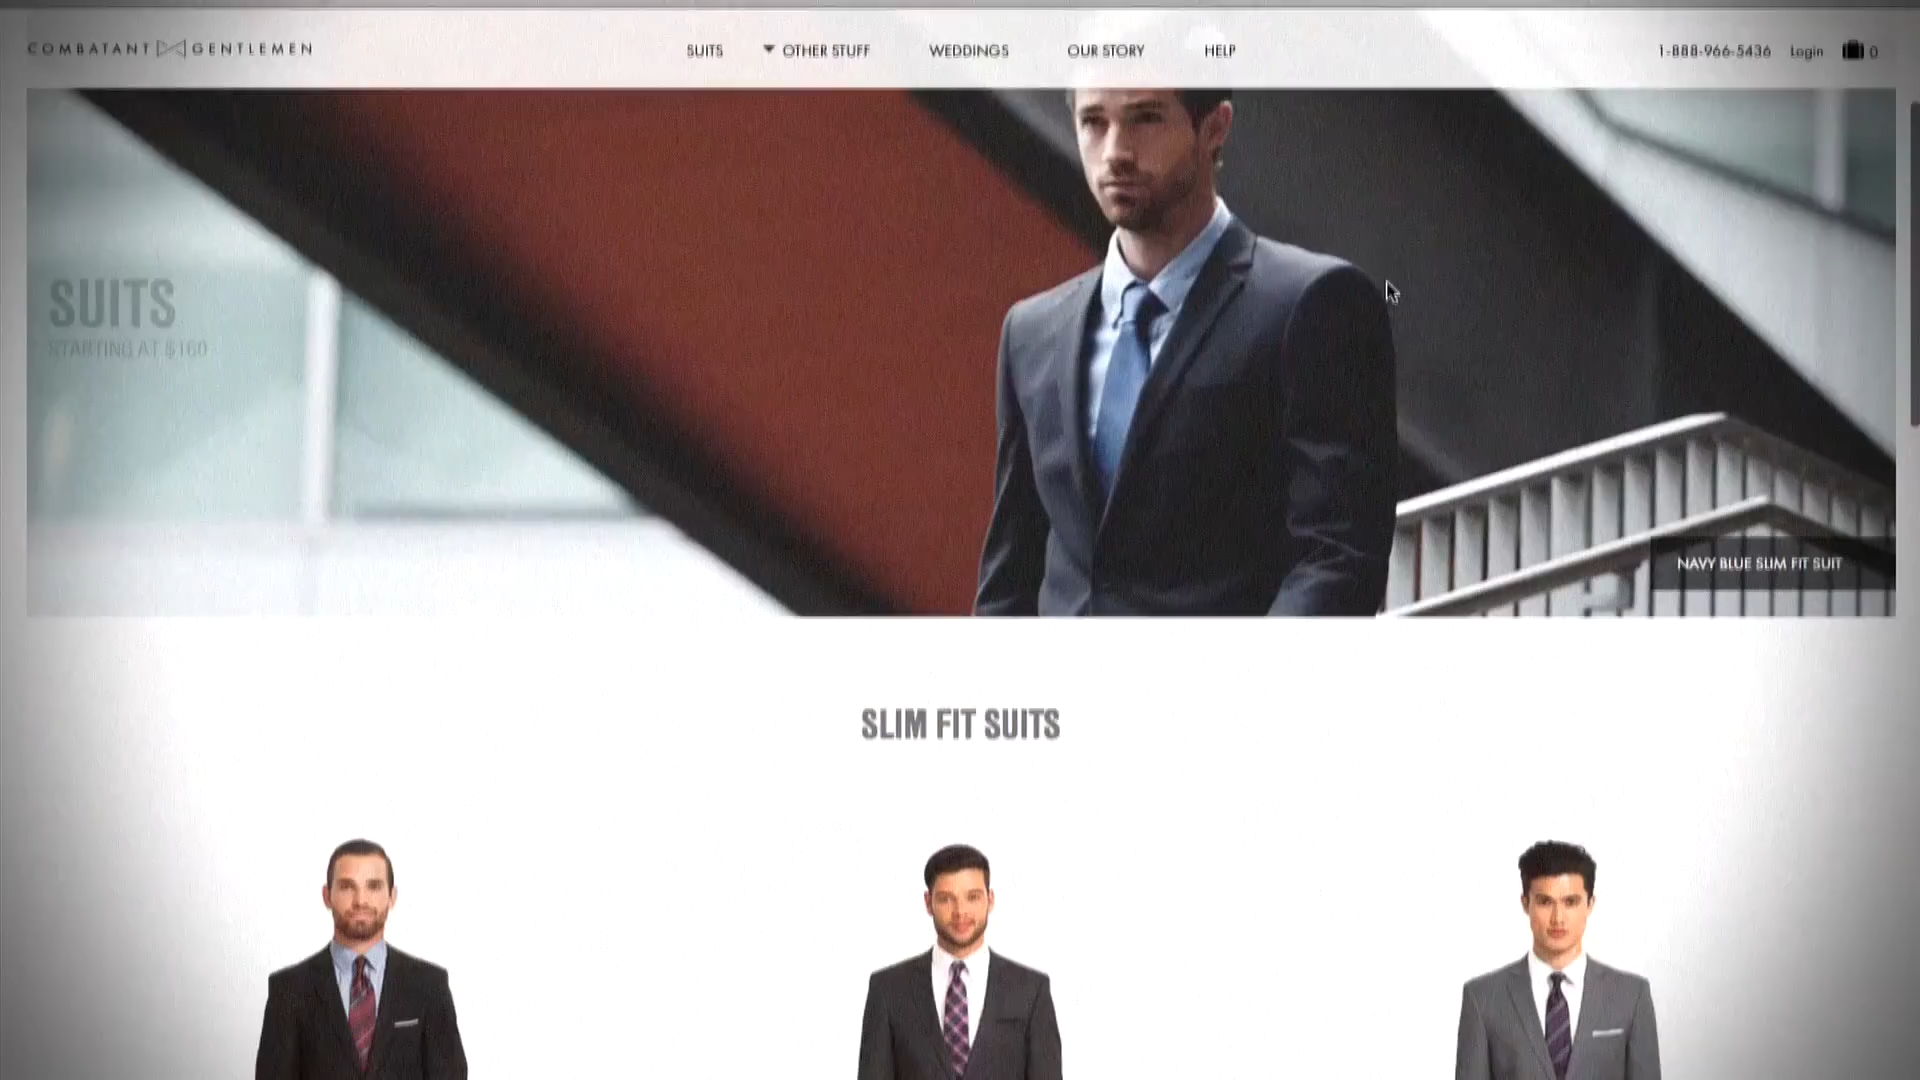 COMBATANT GENTLEMEN
SUITS
OTHER STUFF
WEDDINGS
OUR STORY
HELP
1-888-966-5436
Login
0
SUITS
STARTING AT $160
NAVY BLUE SLIM FIT SUIT
SLIM FIT SUITS